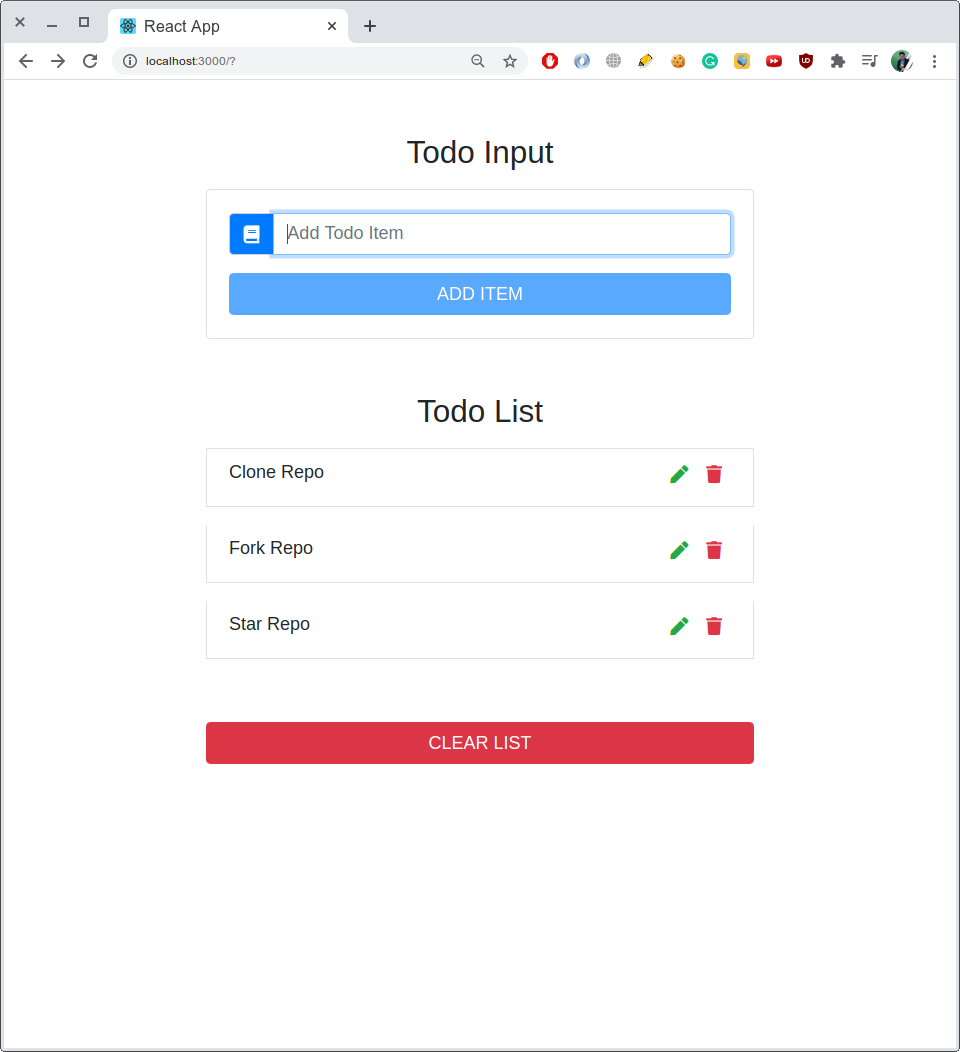 React App
localhost:3000/?
Todo Input
Add Todo Item
ADD ITEM
Todo List
Clone Repo
Fork Repo
Star Repo
CLEAR LIST